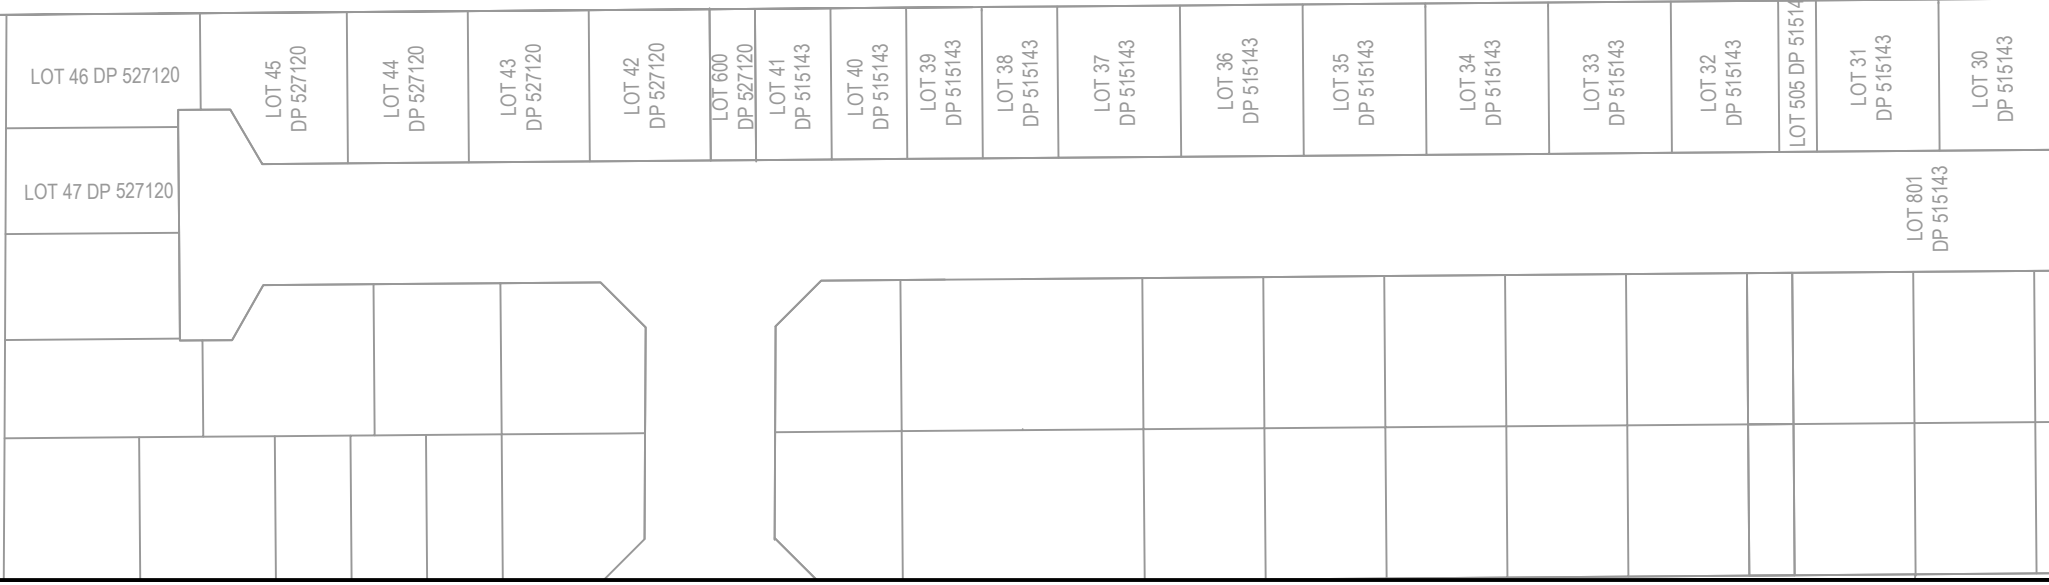 LOT 46 DP 527120
LOT 45
DP 527120
LOT 44
DP 527120
LOT 43
DP 527120
LOT 42
DP 527120
LOT 600
DP 527120
LOT 41
DP 515143
LOT 40
DP 515143
LOT 39
DP 515143
LOT 38
DP 515143
LOT 37
DP 515143
LOT 36
DP 515143
LOT 35
DP 515143
LOT 34
DP 515143
LOT 33
DP 515143
LOT 32
DP 515143
LOT 505 DP 51514
LOT 31
DP 515143
LOT 30
DP 515143
LOT 47 DP 527120
LOT 801
DP 515143